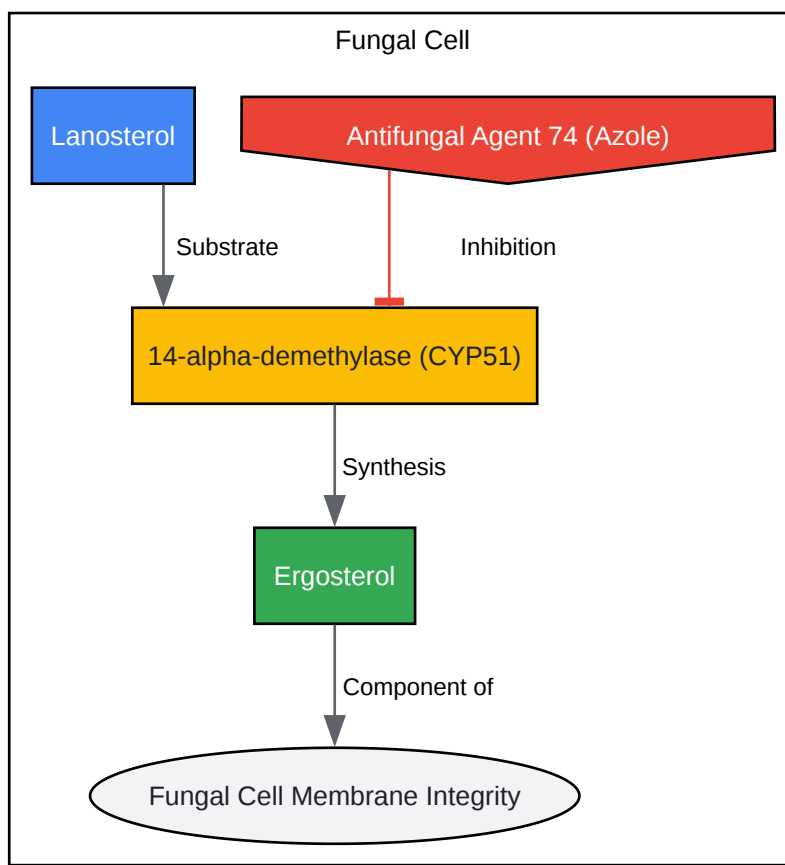 Fungal Cell
Lanosterol
Antifungal Agent 74 (Azole)
Substrate
Inhibition
14-alpha-demethylase (CYP51)
Synthesis
Ergosterol
Component of
Fungal Cell Membrane Integrity